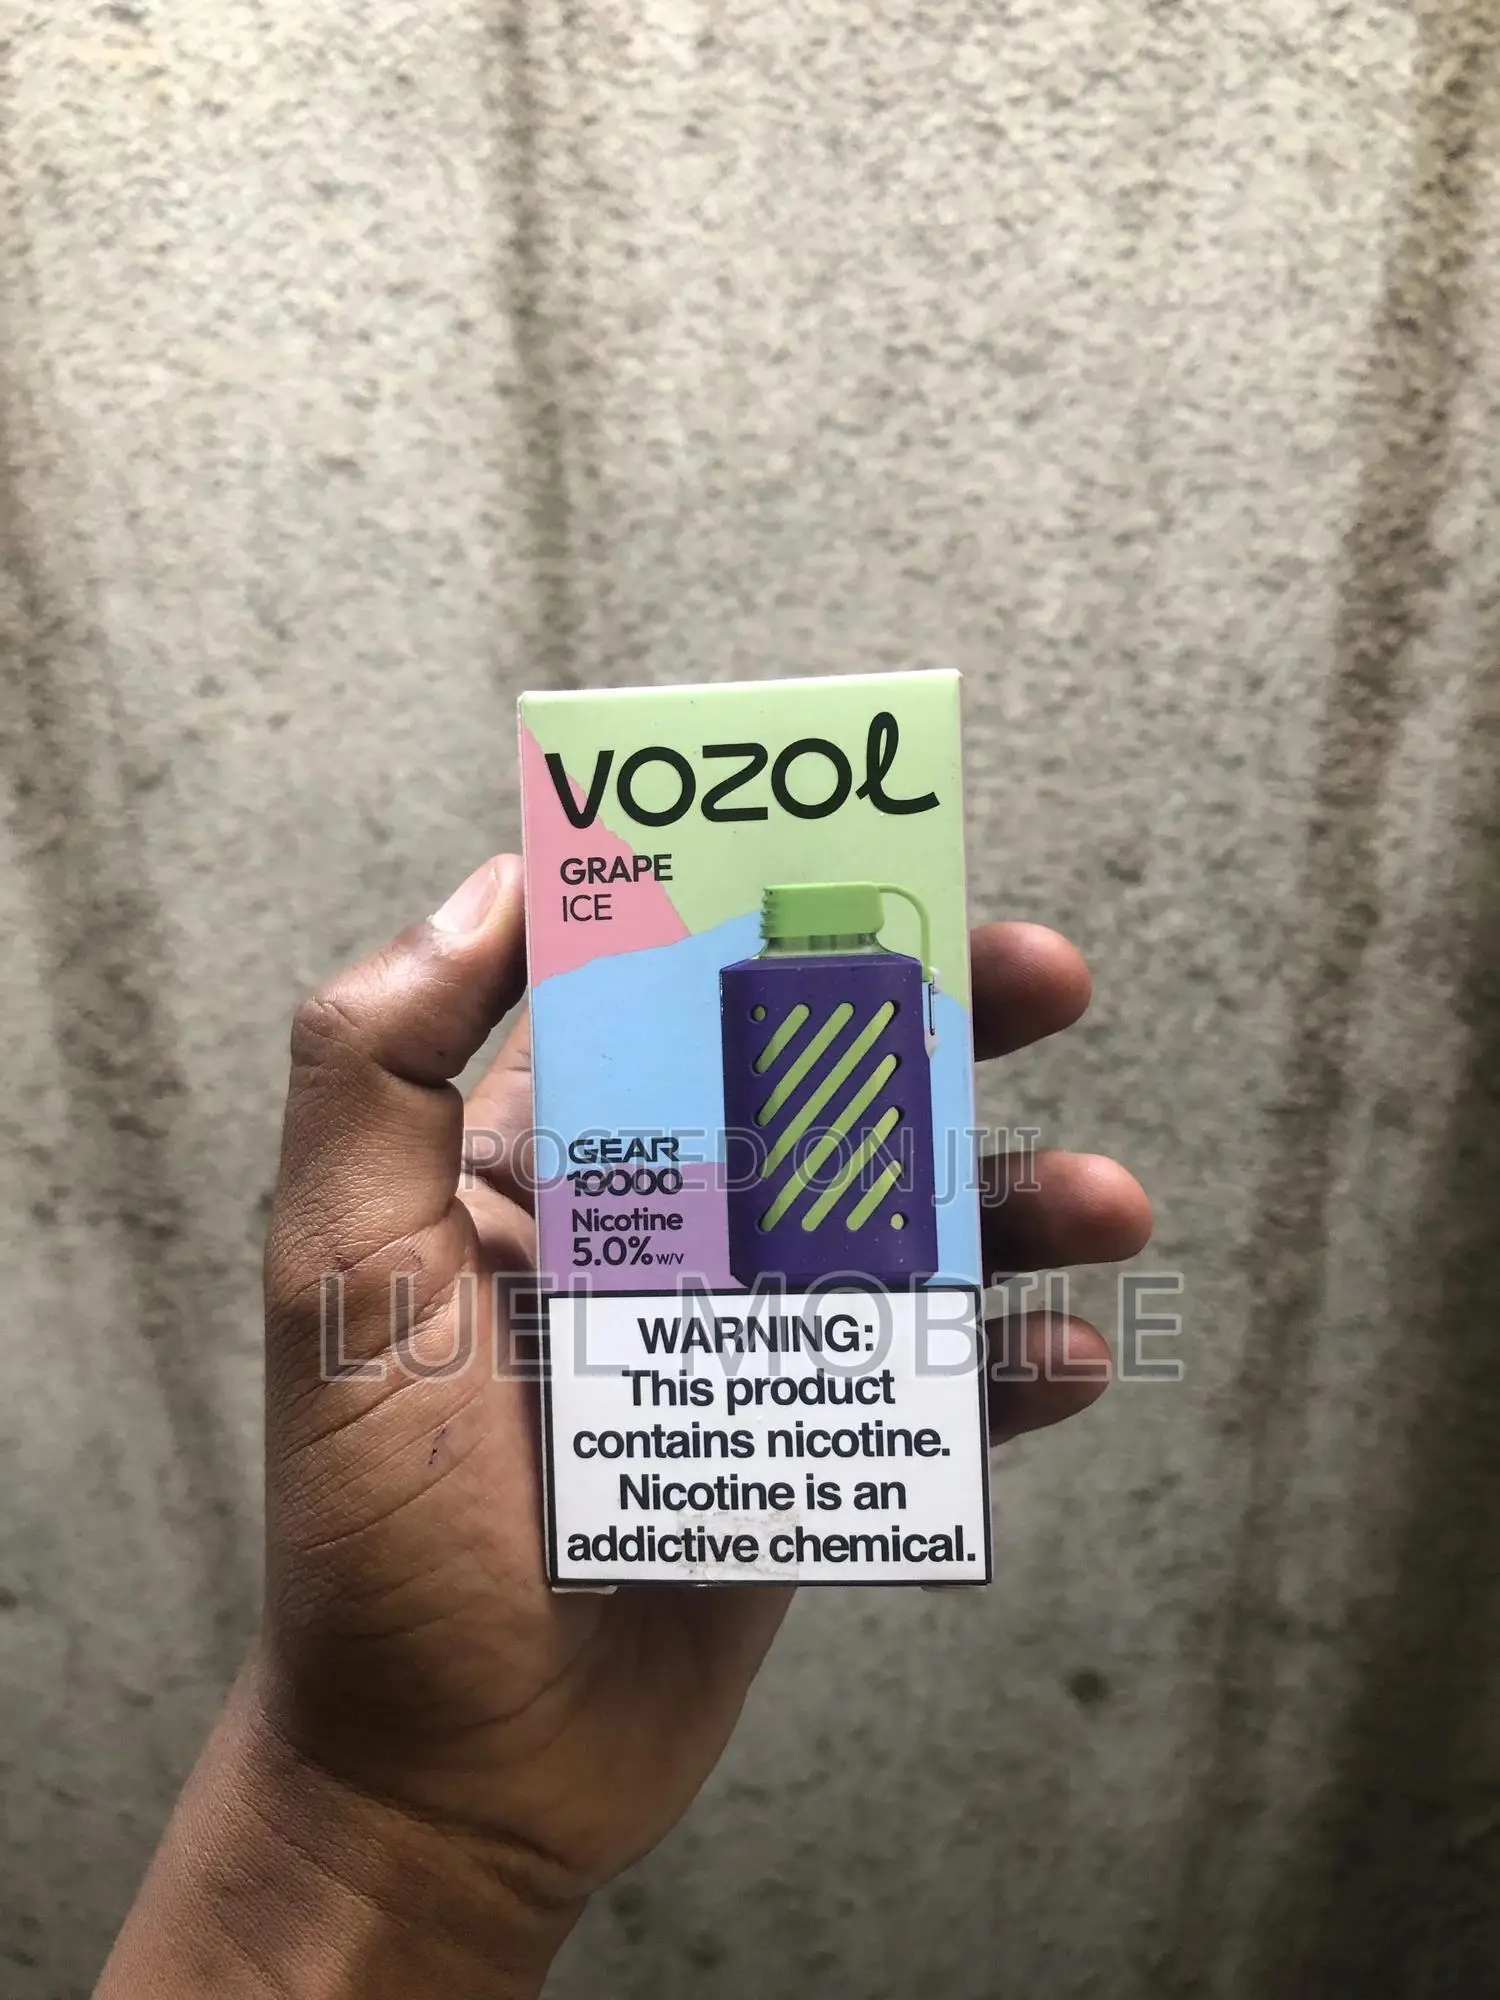 vozol
GRAPE
ICE
GEAR
10000
Nicotine
5.0% w/v
POSTED ON JIJI
LUEL MOBILE
WARNING:
This product
contains nicotine.
Nicotine is an
addictive chemical.